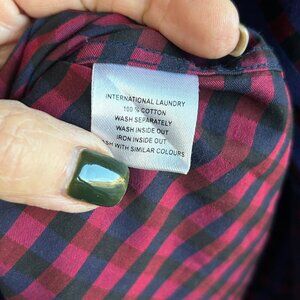 INTERNATIONAL LAUNDRY
100 % COTTON
WASH SEPARATELY
WASH INSIDE OUT
IRON INSIDE OUT
WITH SIMILAR COLOURS